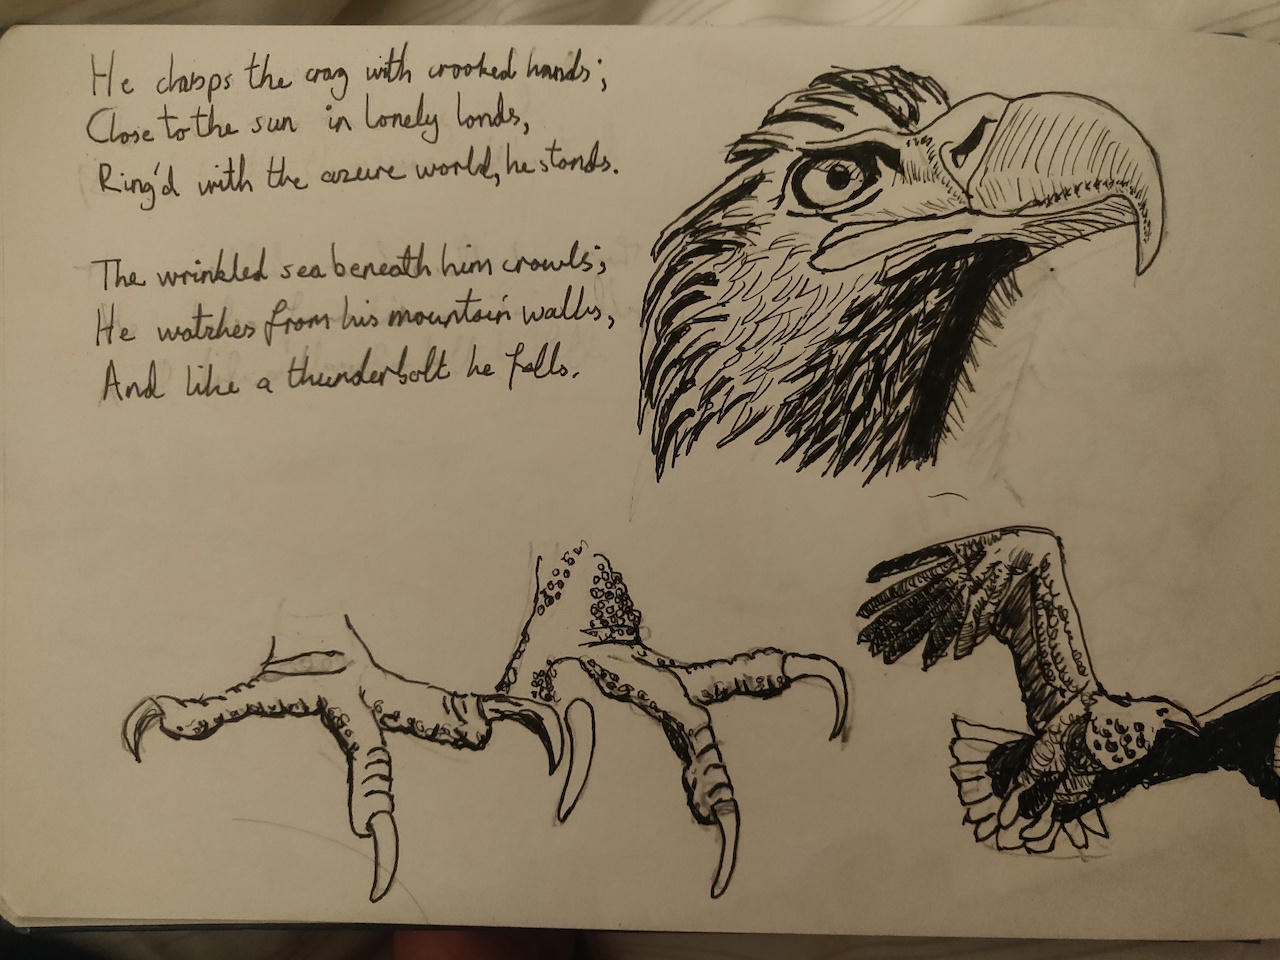 He clasps the crag with crooked hands;
Close to the sun in lonely lands,
Ring'd with the azure world, he stands.
The wrinkled sea beneath him crawls;
He watches from his mountain walls,
And like a thunderbolt he falls.